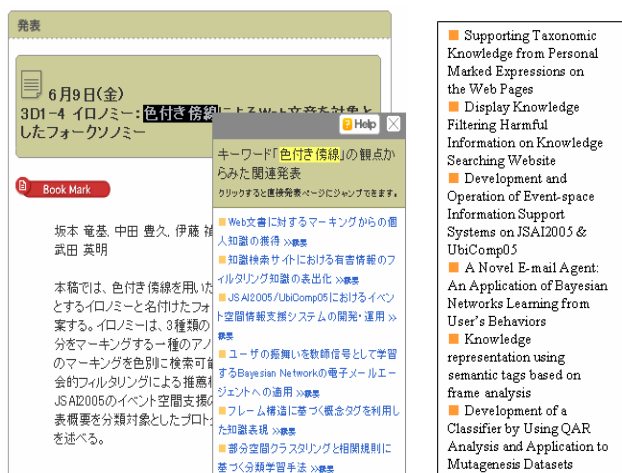 発表
6月9日(金)
3D1-4 イロノミー:色付き傍線によるWeb文章を対象と
したフォークソノミー
Help
Book Mark
キーワード「色付き傍線」の観点か
らみた関連発表
クリックすると直接発表ページにジャンプできます。
坂本 竜基, 中田 豊久, 伊藤
武田 英明
本稿では、色付き傍線を用いた
とするイロノミーと名付けたフォ
案する。イロノミーは、3種類の
分をマーキングする一種のアノ
のマーキングを色別に検索可能
会的フィルタリングによる推薦
JSAI2005のイベント空間支援の
表概要を分類対象としたプロト
を述べる。
Web文書に対するマーキングからの個
人知識の獲得 ≫概要
知識検索サイトにおける有害情報のフ
ィルタリング知識の表出化 ≫概要
JSAI2005/UbiComp05におけるイベン
ト空間情報支援システムの開発・運用 ≫
概要
ユーザの振舞いを教師信号として学習
するBayesian Networkの電子メールエー
ジェントへの適用 ≫概要
フレーム構造に基づく概念タグを利用し
た知識表現 ≫概要
部分空間クラスタリングと相関規則に
基づく分類学習手法 ≫概要
Supporting Taxonomic
Knowledge from Personal
Marked Expressions on
the Web Pages
Display Knowledge
Filtering Harmful
Information on Knowledge
Searching Website
Development and
Operation of Event-space
Information Support
Systems on JSAI2005 &
UbiComp05
A Novel E-mail Agent:
An Application of Bayesian
Networks Learning from
User's Behaviors
Knowledge
representation using
semantic tags based on
frame analysis
Development of a
Classifier by Using QAR
Analysis and Application to
Mutagenesis Datasets